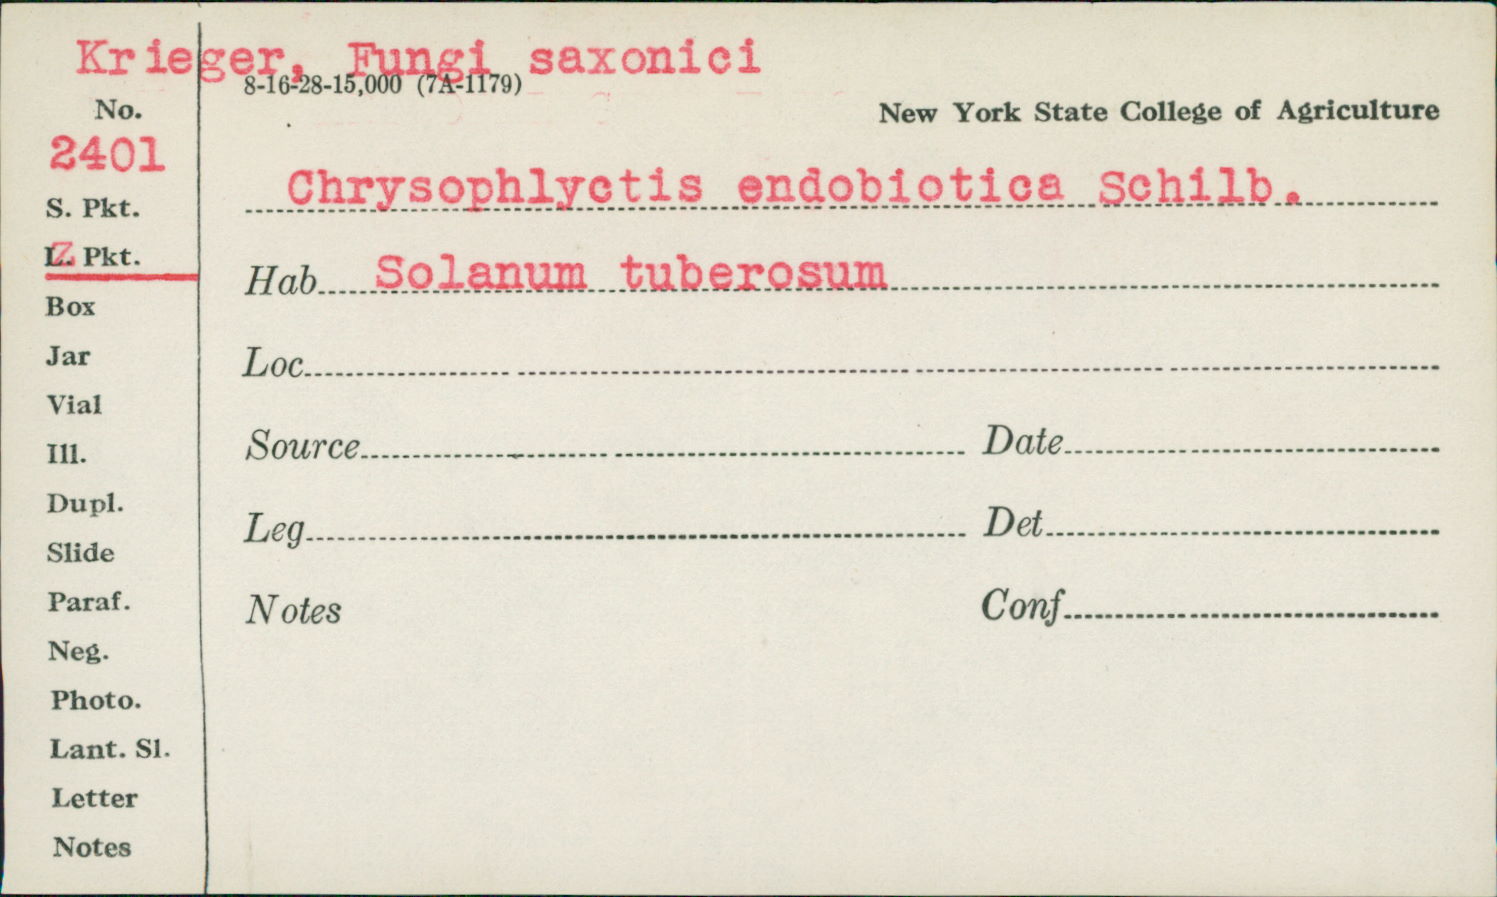 Krieger, Fungi saxonici
8-16-28-15,000 (7A-1179)
No.
New York State College of Agriculture
2401
Chrysophlyctis endobiotica Schilb.
S. Pkt.
L. Pkt.
Z
Hab. Solanum tuberosum
Box
Jar
Loc.
Vial
Ill.
Source
Date
Dupl.
Leg
Det
Slide
Paraf.
Notes
Conf
Neg.
Photo.
Lant. Sl.
Letter
Notes